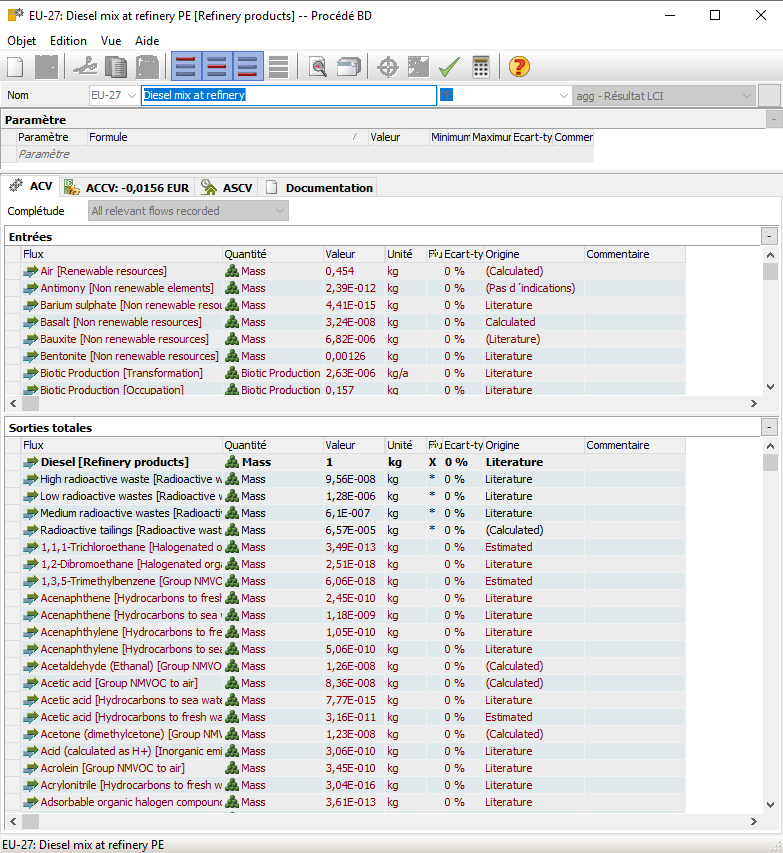 EU-27: Diesel mix at refinery PE [Refinery products] -- Procédé BD
Objet Edition Vue Aide
Nom EU-27 Diesel mix at refinery PE agg - Résultat LCI
Paramètre
Paramètre Formule Valeur Minimum Maximum Ecart-ty Commer
Paramètre
ACV ACCV: -0,0156 EUR ASCV Documentation
Complétude All relevant flows recorded
Entrées
Flux Quantité Valeur Unité Flu Ecart-ty Origine Commentaire
Air [Renewable resources] Mass 0,454 kg 0 % (Calculated)
Antimony [Non renewable elements] Mass 2,39E-012 kg 0 % (Pas d´indications)
Barium sulphate [Non renewable resou Mass 4,41E-015 kg 0 % Literature
Basalt [Non renewable resources] Mass 3,24E-008 kg 0 % Calculated
Bauxite [Non renewable resources] Mass 6,82E-006 kg 0 % (Literature)
Bentonite [Non renewable resources] Mass 0,00126 kg 0 % Literature
Biotic Production [Transformation] Biotic Production 2,63E-006 kg/a 0 % Literature
Biotic Production [Occupation] Biotic Production 0,157 kg 0 % Literature
Sorties totales
Flux Quantité Valeur Unité Flu Ecart-ty Origine Commentaire
Diesel [Refinery products] Mass 1 kg X 0 % Literature
High radioactive waste [Radioactive w Mass 9,56E-008 kg * 0 % Literature
Low radioactive wastes [Radioactive w Mass 1,28E-006 kg * 0 % Literature
Medium radioactive wastes [Radioactiv Mass 6,1E-007 kg * 0 % Literature
Radioactive tailings [Radioactive wast Mass 6,57E-005 kg * 0 % (Calculated)
1,1,1-Trichloroethane [Halogenated o Mass 3,49E-013 kg 0 % Estimated
1,2-Dibromoethane [Halogenated orga Mass 2,51E-018 kg 0 % Literature
1,3,5-Trimethylbenzene [Group NMVOC Mass 6,06E-018 kg 0 % Estimated
Acenaphthene [Hydrocarbons to fresh Mass 2,45E-010 kg 0 % Literature
Acenaphthene [Hydrocarbons to sea w Mass 1,18E-009 kg 0 % Literature
Acenaphthylene [Hydrocarbons to fre Mass 1,05E-010 kg 0 % Literature
Acenaphthylene [Hydrocarbons to sea Mass 5,06E-010 kg 0 % Literature
Acetaldehyde (Ethanal) [Group NMVOC Mass 1,26E-008 kg 0 % (Calculated)
Acetic acid [Group NMVOC to air] Mass 8,36E-008 kg 0 % (Calculated)
Acetic acid [Hydrocarbons to sea wate Mass 7,77E-015 kg 0 % Literature
Acetic acid [Hydrocarbons to fresh wa Mass 3,16E-011 kg 0 % Estimated
Acetone (dimethylcetone) [Group NMV Mass 1,23E-008 kg 0 % (Calculated)
Acid (calculated as H+) [Inorganic emi Mass 3,06E-010 kg 0 % Literature
Acrolein [Group NMVOC to air] Mass 3,45E-010 kg 0 % Literature
Acrylonitrile [Hydrocarbons to fresh w Mass 3,04E-016 kg 0 % Literature
Adsorbable organic halogen compound Mass 3,61E-013 kg 0 % Literature
EU-27: Diesel mix at refinery PE